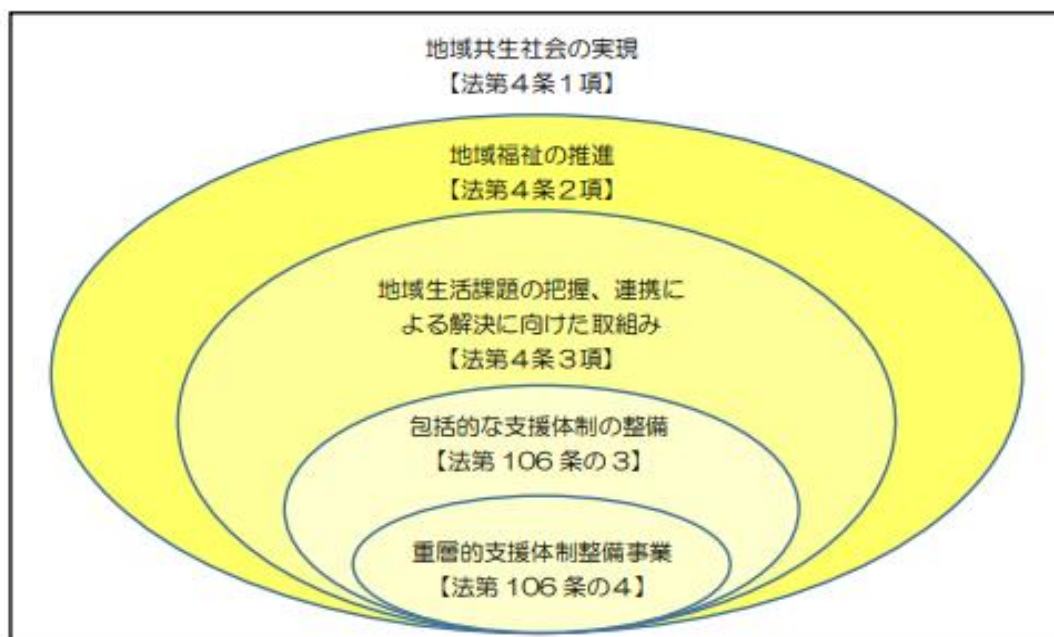 地域共生社会の実現
【法第４条１項】
地域福祉の推進
【法第４条２項】
地域生活課題の把握、連携に
よる解決に向けた取組み
【法第４条３項】
包括的な支援体制の整備
【法第 106 条の３】
重層的支援体制整備事業
【法第 106 条の４】